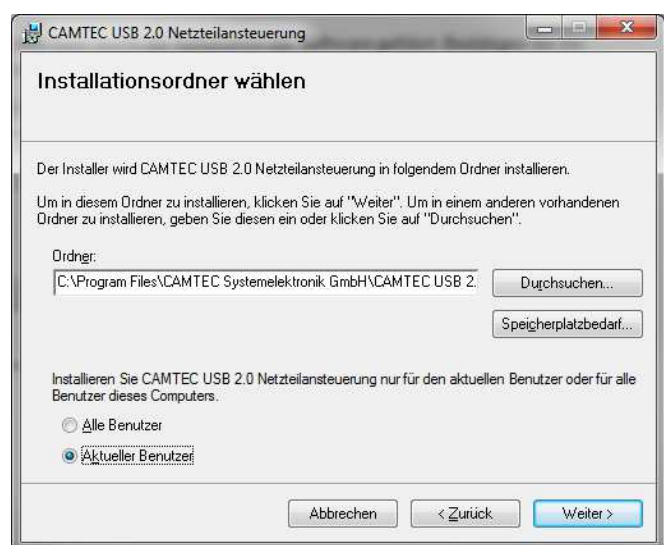 CAMTEC USB 2.0 Netzteilansteuerung
Installationsordner wählen
Der Installer wird CAMTEC USB 2.0 Netzteilansteuerung in folgendem Ordner installieren.
Um in diesem Ordner zu installieren, klicken Sie auf "Weiter". Um in einem anderen vorhandenen
Ordner zu installieren, geben Sie diesen ein oder klicken Sie auf "Durchsuchen".
Ordner:
C:\Program Files\CAMTEC Systemelektronik GmbH\CAMTEC USB 2.
Durchsuchen...
Speicherplatzbedarf...
Installieren Sie CAMTEC USB 2.0 Netzteilansteuerung nur für den aktuellen Benutzer oder für alle
Benutzer dieses Computers.
Alle Benutzer
Aktueller Benutzer
Abbrechen
< Zurück
Weiter >